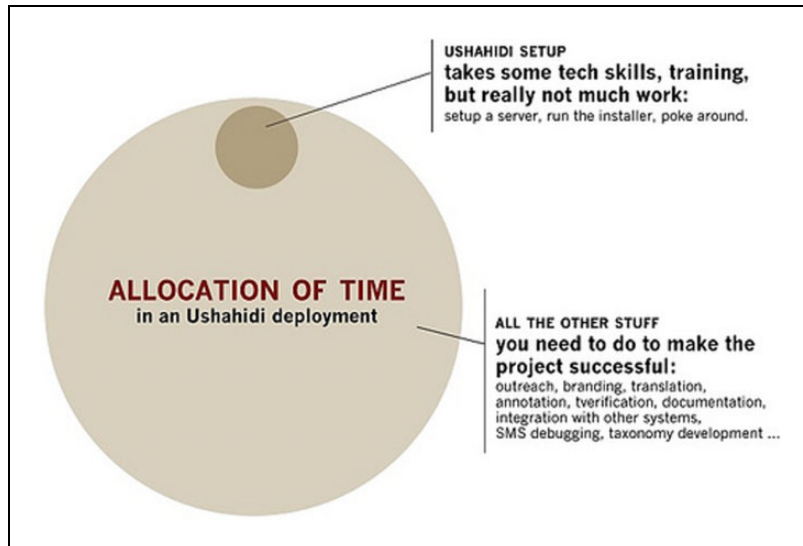 USHAHIDI SETUP
takes some tech skills, training,
but really not much work:
setup a server, run the installer, poke around.
ALLOCATION OF TIME
in an Ushahidi deployment
ALL THE OTHER STUFF
you need to do to make the
project successful:
outreach, branding, translation,
annotation, tverification, documentation,
integration with other systems,
SMS debugging, taxonomy development ...